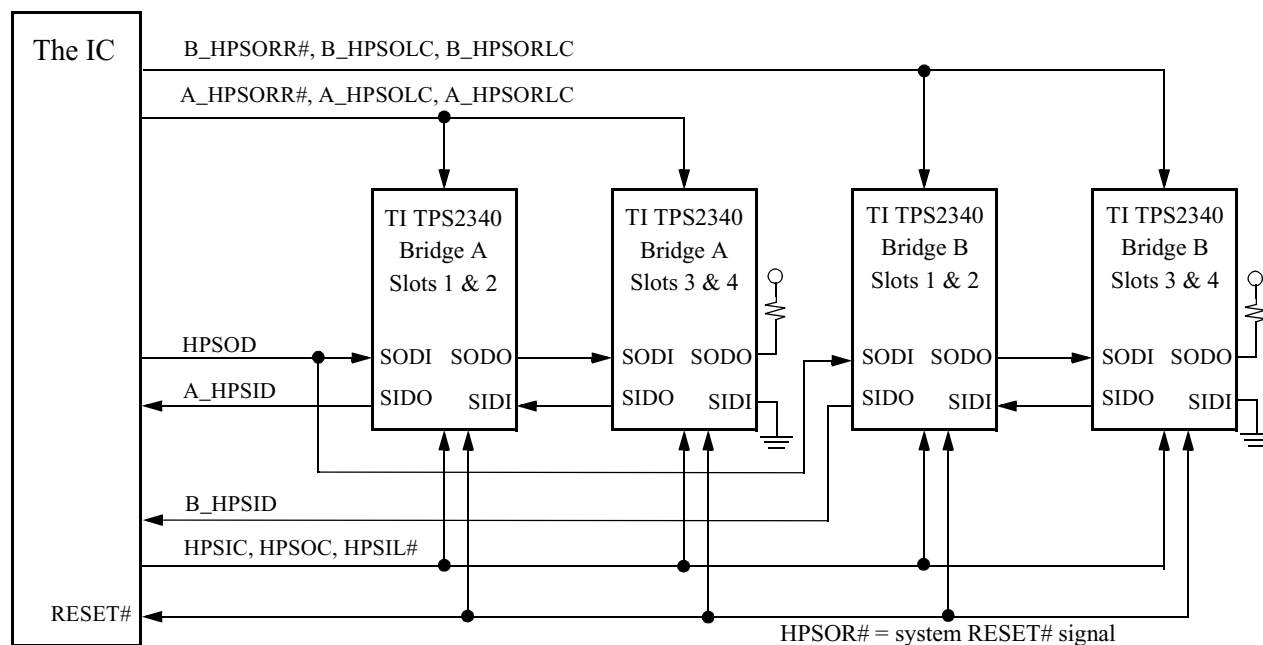 The IC
B_HPSORR#, B_HPSOLC, B_HPSORLC
A_HPSORR#, A_HPSOLC, A_HPSORLC
TI TPS2340
Bridge A
Slots 1 & 2
TI TPS2340
Bridge A
Slots 3 & 4
TI TPS2340
Bridge B
Slots 1 & 2
TI TPS2340
Bridge B
Slots 3 & 4
HPSOD
SODI SODO
SODI SODO
SODI SODO
SODI SODO
A_HPSID
SIDO SIDI
SIDO SIDI
SIDO SIDI
SIDO SIDI
B_HPSID
HPSIC, HPSOC, HPSIL#
RESET#
HPSOR# = system RESET# signal